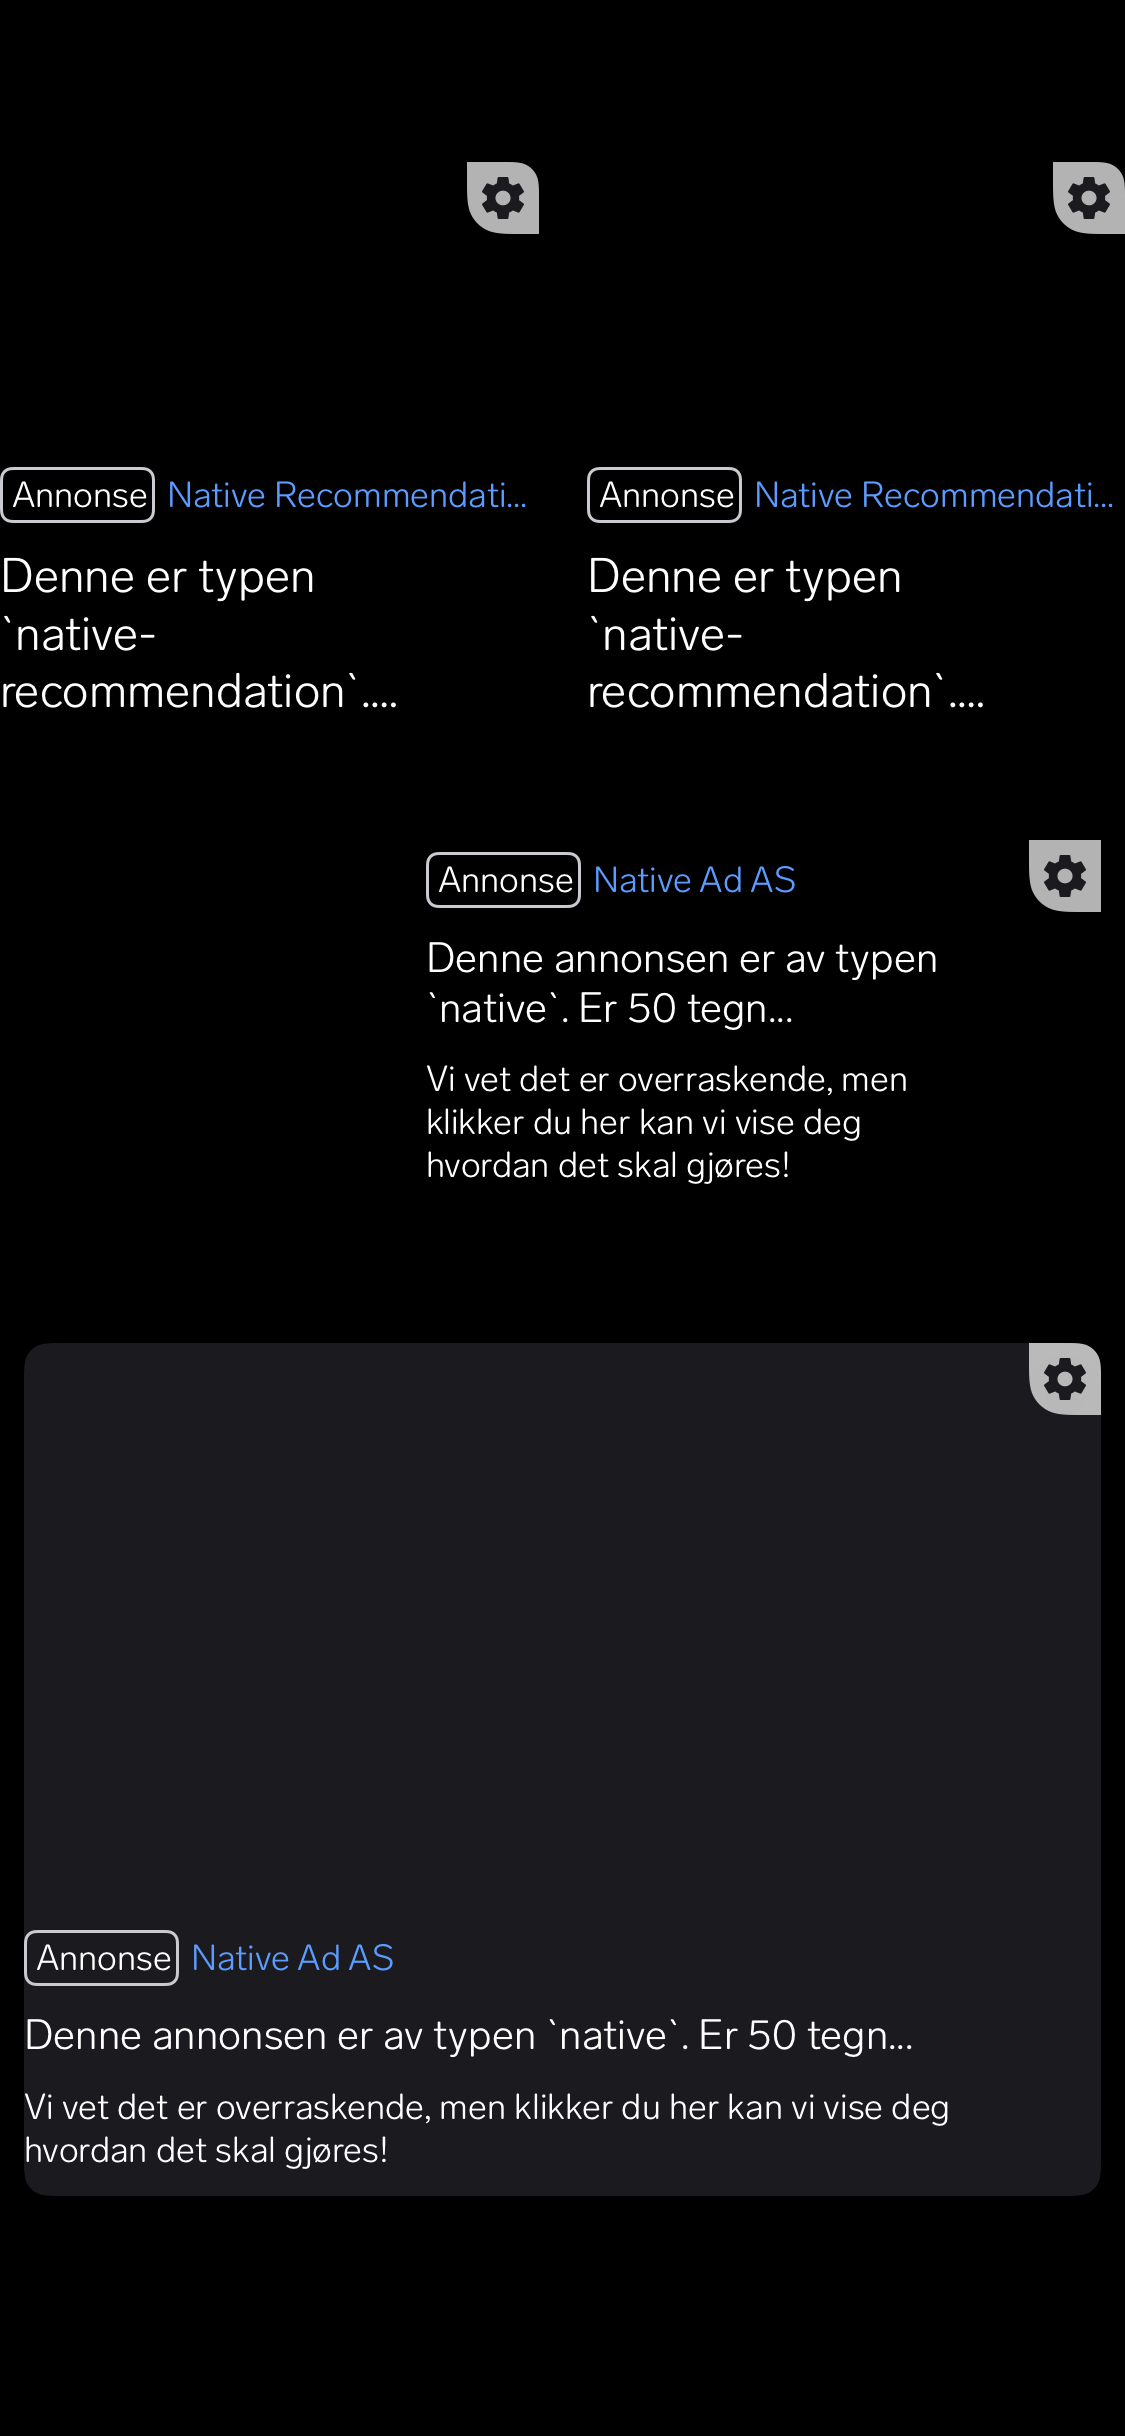 Annonse Native Recommendati...
Denne er typen
`native-
recommendation`....
Annonse Native Recommendati...
Denne er typen
`native-
recommendation`....
Annonse Native Ad AS
Denne annonsen er av typen
`native`. Er 50 tegn...
Vi vet det er overraskende, men
klikker du her kan vi vise deg
hvordan det skal gjøres!
Annonse Native Ad AS
Denne annonsen er av typen `native`. Er 50 tegn...
Vi vet det er overraskende, men klikker du her kan vi vise deg
hvordan det skal gjøres!